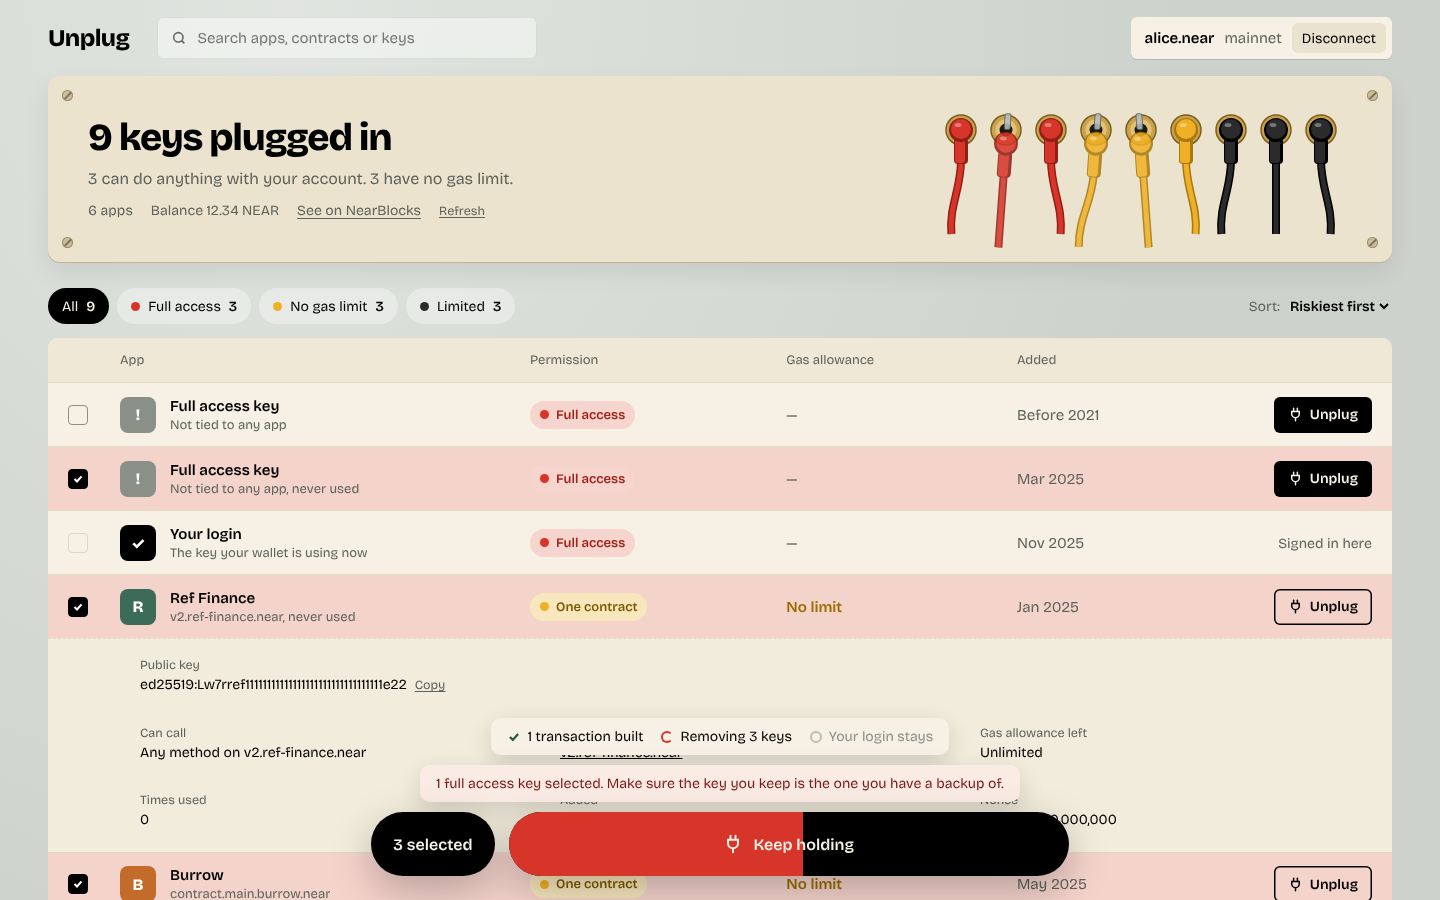 Unplug
Search apps, contracts or keys
alice.near mainnet Disconnect
9 keys plugged in
3 can do anything with your account. 3 have no gas limit.
6 apps Balance 12.34 NEAR See on NearBlocks Refresh
All 9 Full access 3 No gas limit 3 Limited 3
Sort: Riskiest first
App Permission Gas allowance Added
! Full access key
Not tied to any app
Full access — Before 2021 Unplug
! Full access key
Not tied to any app, never used
Full access — Mar 2025 Unplug
Your login
The key your wallet is using now
Full access — Nov 2025 Signed in here
R Ref Finance
v2.ref-finance.near, never used
One contract No limit Jan 2025 Unplug
Public key
Copy
Can call
Any method on v2.ref-finance.near
v2.ref-finance.near
Gas allowance left
Unlimited
1 transaction built Removing 3 keys Your login stays
1 full access key selected. Make sure the key you keep is the one you have a backup of.
Times used
0
Added
Nonce
3 selected
Keep holding
B Burrow
contract.main.burrow.near
One contract No limit May 2025 Unplug